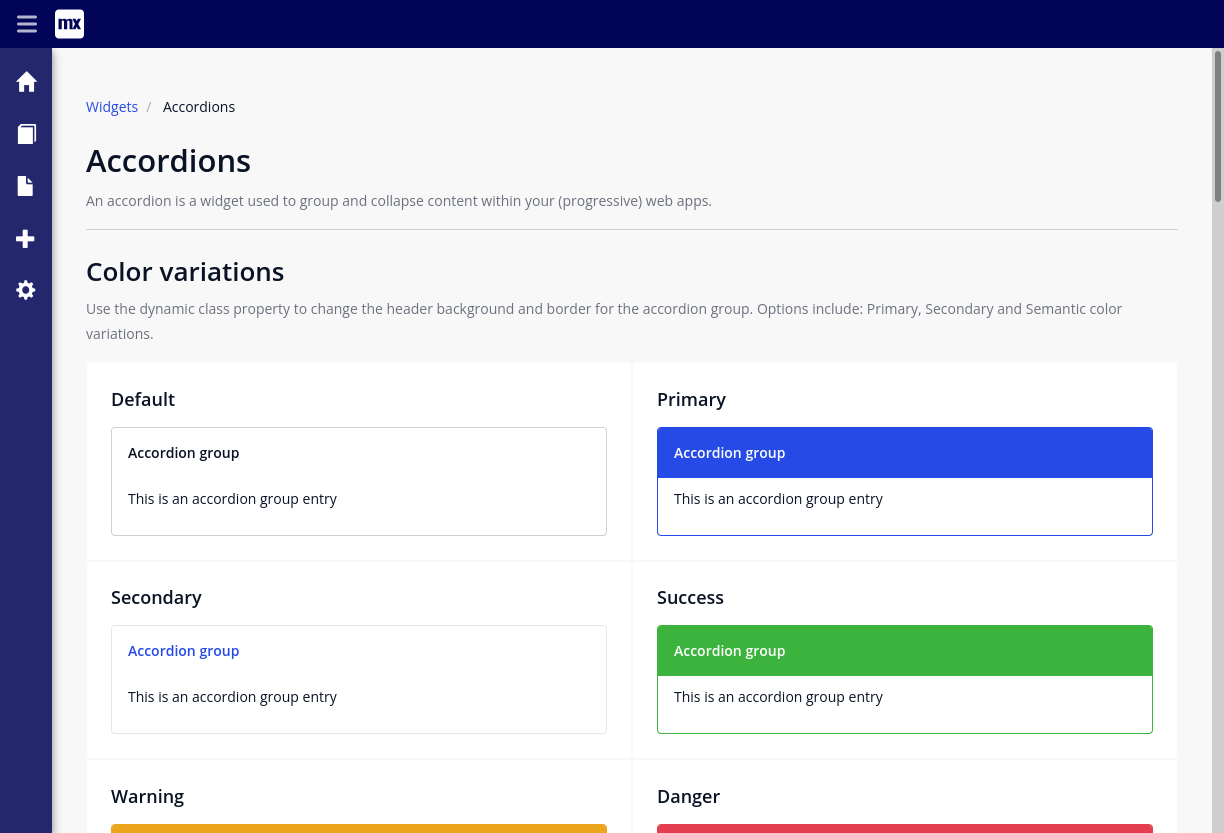 mx
Widgets / Accordions
Accordions
An accordion is a widget used to group and collapse content within your (progressive) web apps.
Color variations
Use the dynamic class property to change the header background and border for the accordion group. Options include: Primary, Secondary and Semantic color
variations.
Default
Accordion group
This is an accordion group entry
Primary
Accordion group
This is an accordion group entry
Secondary
Accordion group
This is an accordion group entry
Success
Accordion group
This is an accordion group entry
Warning
Danger